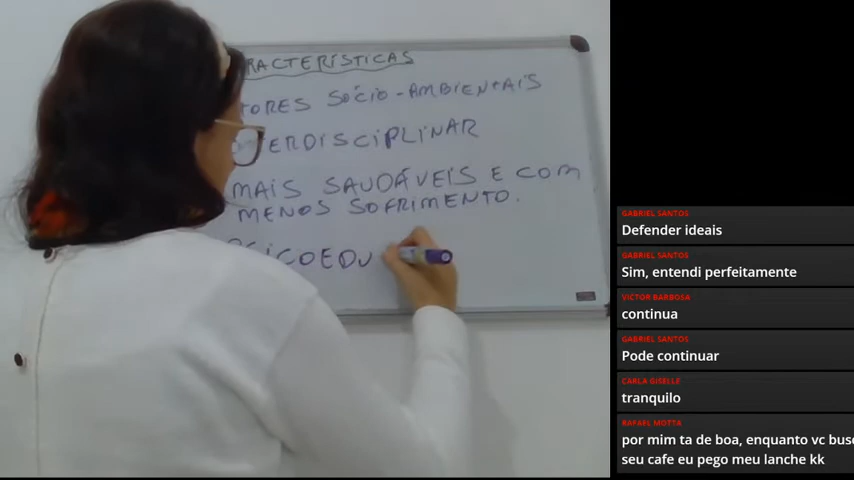 RACTERÍSTICAS
TORES SÓCIO-AMBIENTAIS
ERDISCIPLINAR
MAIS SAUDÁVEIS E COM
MENOS SOFRIMENTO.
SICOEDU
GABRIEL SANTOS
Defender ideais
GABRIEL SANTOS
Sim, entendi perfeitamente
VICTOR BARBOSA
continua
GABRIEL SANTOS
Pode continuar
CARLA GISELLE
tranquilo
RAFAEL MOTTA
por mim ta de boa, enquanto vc busc
seu cafe eu pego meu lanche kk